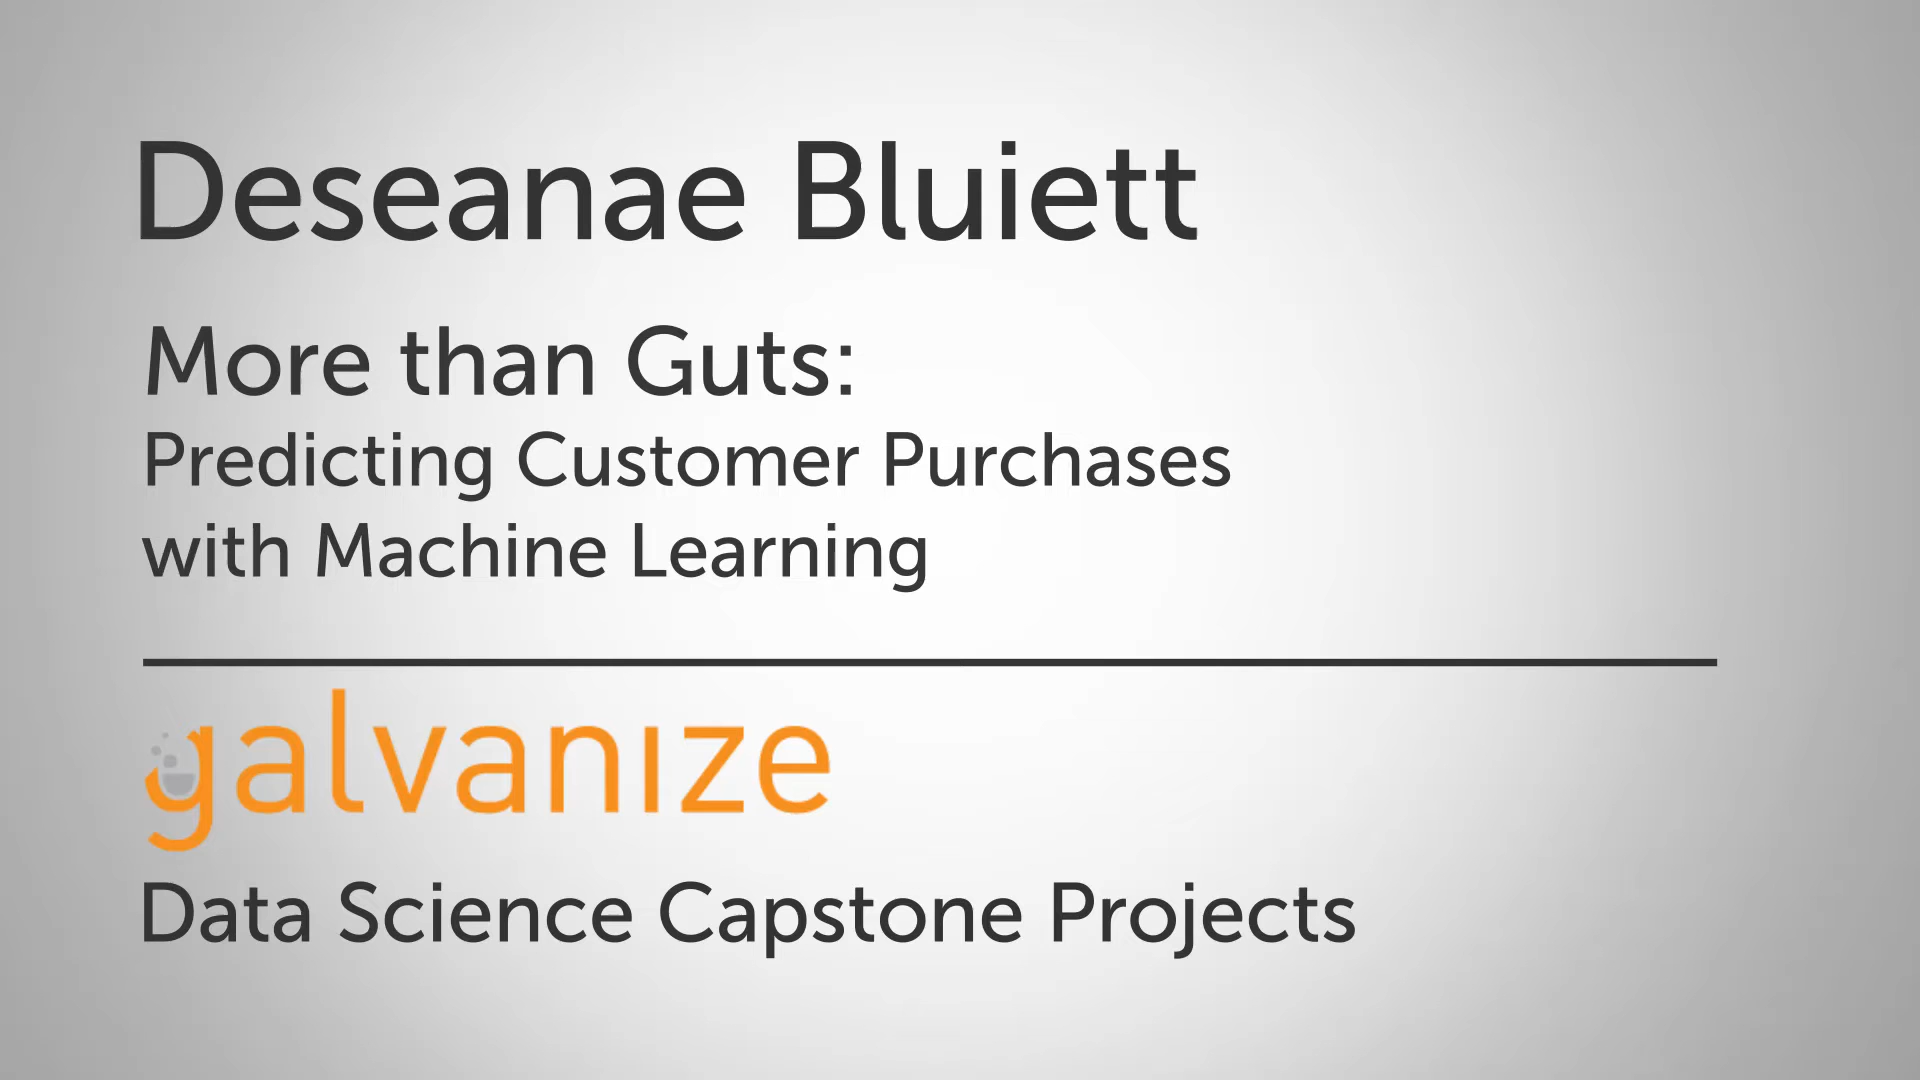 Deseanae Bluiett
More than Guts:
Predicting Customer Purchases
with Machine Learning
galvanize
Data Science Capstone Projects